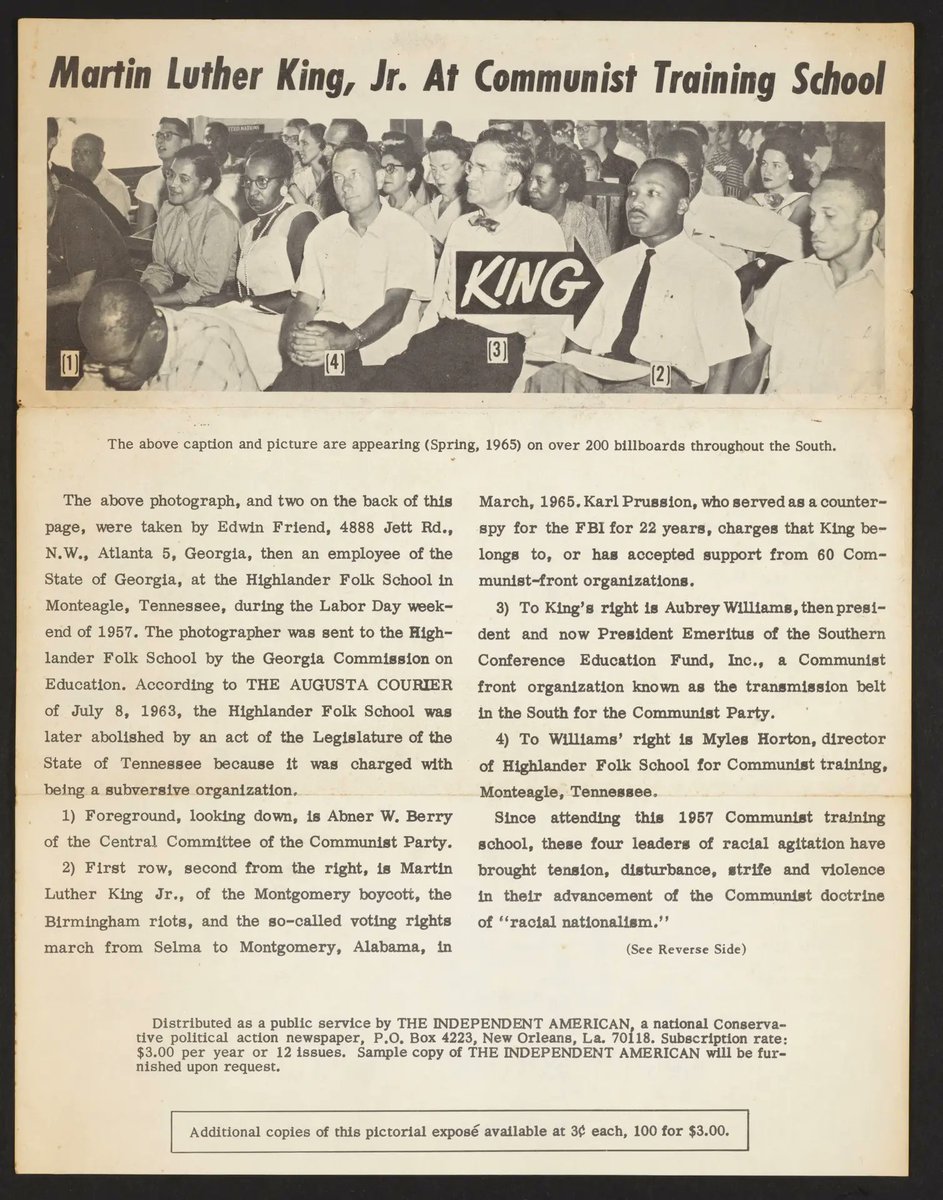 Martin Luther King, Jr. At Communist Training School
KING
(1)
(4)
(3)
(2)
The above caption and picture are appearing (Spring, 1965) on over 200 billboards throughout the South.
The above photograph, and two on the back of this
page, were taken by Edwin Friend, 4888 Jett Rd.,
N.W., Atlanta 5, Georgia, then an employee of the
State of Georgia, at the Highlander Folk School in
Monteagle, Tennessee, during the Labor Day week-
end of 1957. The photographer was sent to the High-
lander Folk School by the Georgia Commission on
Education. According to THE AUGUSTA COURIER
of July 8, 1963, the Highlander Folk School was
later abolished by an act of the Legislature of the
State of Tennessee because it was charged with
being a subversive organization.
1) Foreground, looking down, is Abner W. Berry
of the Central Committee of the Communist Party.
2) First row, second from the right, is Martin
Luther King Jr., of the Montgomery boycott, the
Birmingham riots, and the so-called voting rights
march from Selma to Montgomery, Alabama, in
March, 1965. Karl Prussion, who served as a counter-
spy for the FBI for 22 years, charges that King be-
longs to, or has accepted support from 60 Com-
munist-front organizations.
3) To King's right is Aubrey Williams, then presi-
dent and now President Emeritus of the Southern
Conference Education Fund, Inc., a Communist
front organization known as the transmission belt
in the South for the Communist Party.
4) To Williams' right is Myles Horton, director
of Highlander Folk School for Communist training,
Monteagle, Tennessee.
Since attending this 1957 Communist training
school, these four leaders of racial agitation have
brought tension, disturbance, strife and violence
in their advancement of the Communist doctrine
of "racial nationalism."
(See Reverse Side)
Distributed as a public service by THE INDEPENDENT AMERICAN, a national Conserva-
tive political action newspaper, P.O. Box 4223, New Orleans, La. 70118. Subscription rate:
$3.00 per year or 12 issues. Sample copy of THE INDEPENDENT AMERICAN will be fur-
nished upon request.
Additional copies of this pictorial exposé available at 3¢ each, 100 for $3.00.